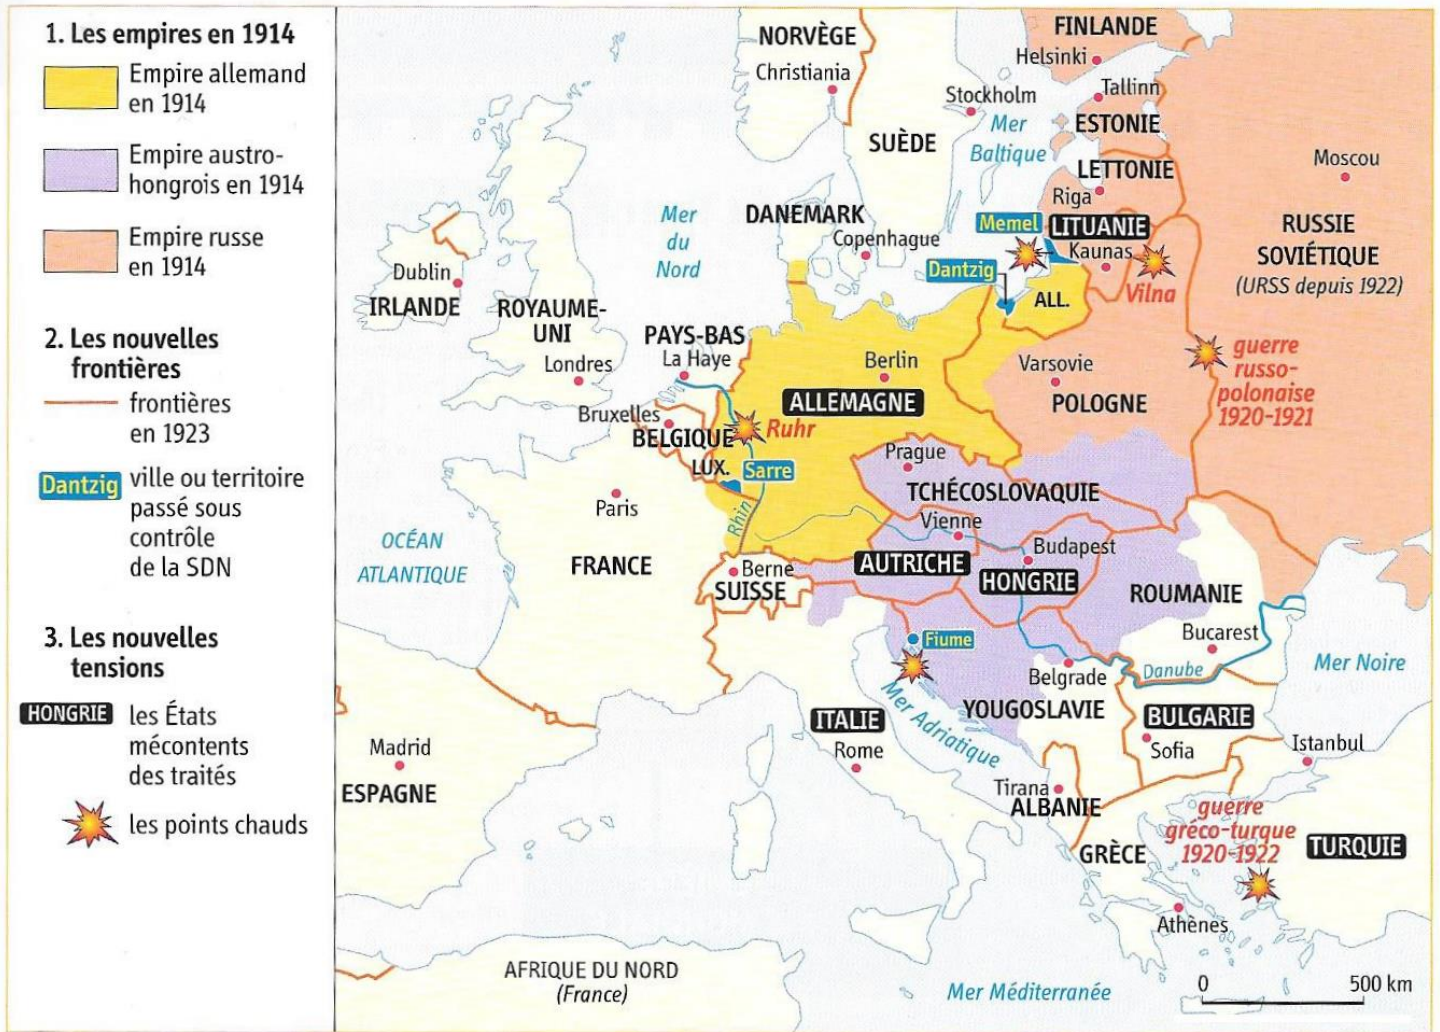 1. Les empires en 1914
Empire allemand
en 1914
Empire austro-
hongrois en 1914
Empire russe
en 1914
2. Les nouvelles
frontières
frontières
en 1923
Dantzig
ville ou territoire
passé sous
contrôle
de la SDN
3. Les nouvelles
tensions
HONGRIE
les États
mécontents
des traités
les points chauds
NORVÈGE
Christiania
FINLANDE
Helsinki
Stockholm
Tallinn
Mer
Baltique
ESTONIE
SUÈDE
Moscou
LETTONIE
Riga
Mer
du
Nord
DANEMARK
Copenhague
Memel
LITUANIE
Kaunas
RUSSIE
SOVIÉTIQUE
(URSS depuis 1922)
Dublin
IRLANDE
ROYAUME-
UNI
Londres
Dantzig
ALL.
Vilna
PAYS-BAS
La Haye
Berlin
Varsovie
guerre
russo-
polonaise
1920-1921
ALLEMAGNE
POLOGNE
Bruxelles
BELGIQUE
Ruhr
LUX.
Sarre
Prague
TCHÉCOSLOVAQUIE
Paris
Rhin
Vienne
Budapest
OCÉAN
ATLANTIQUE
FRANCE
Berne
SUISSE
AUTRICHE
HONGRIE
ROUMANIE
Bucarest
Fiume
Belgrade
Danube
Mer Noire
Mer Adriatique
YOUGOSLAVIE
BULGARIE
Sofia
Istanbul
ITALIE
Rome
Madrid
ESPAGNE
Tirana
ALBANIE
guerre
gréco-turque
1920-1922
GRÈCE
TURQUIE
Athènes
AFRIQUE DU NORD
(France)
Mer Méditerranée
0
500 km